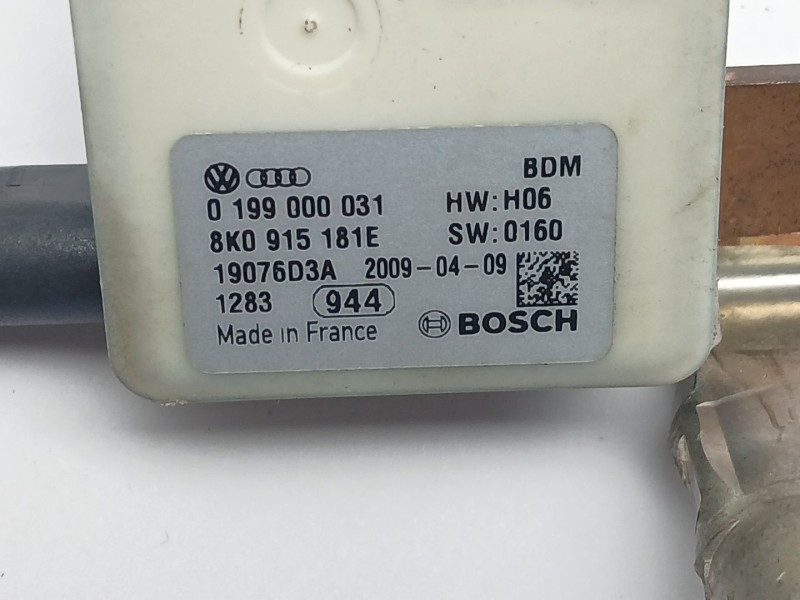 BDM
0 199 000 031 HW:H06
8K0 915 181E SW:0160
19076D3A 2009-04-09
1283 944
Made in France BOSCH